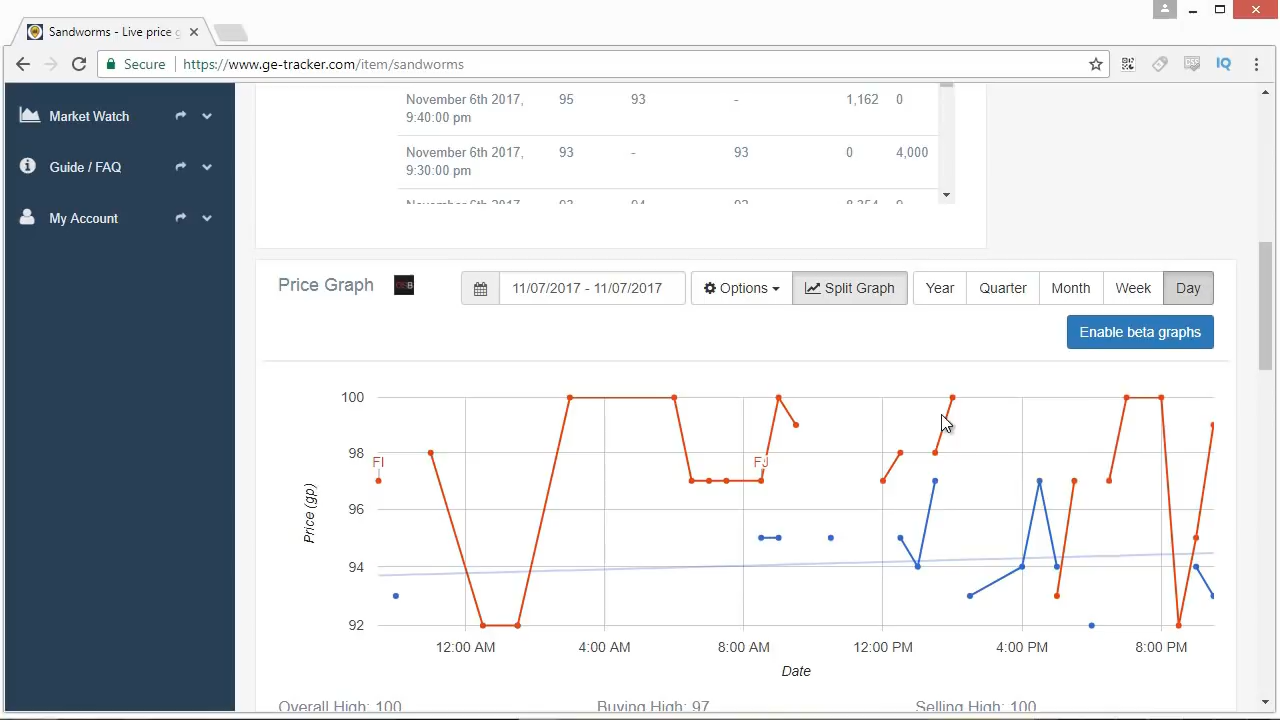 Sandworms - Live price g
Secure https://www.ge-tracker.com/item/sandworms
IQ
Market Watch
Guide / FAQ
My Account
November 6th 2017, 95 93 - 1,162 0
9:40:00 pm
November 6th 2017, 93 - 93 0 4,000
9:30:00 pm
Price Graph
11/07/2017 - 11/07/2017
Options
Split Graph
Year Quarter Month Week Day
Enable beta graphs
100
98
96
94
92
Price (gp)
FI
FJ
12:00 AM 4:00 AM 8:00 AM 12:00 PM 4:00 PM 8:00 PM
Date
Overall High: 100 Buying High: 97 Selling High: 100